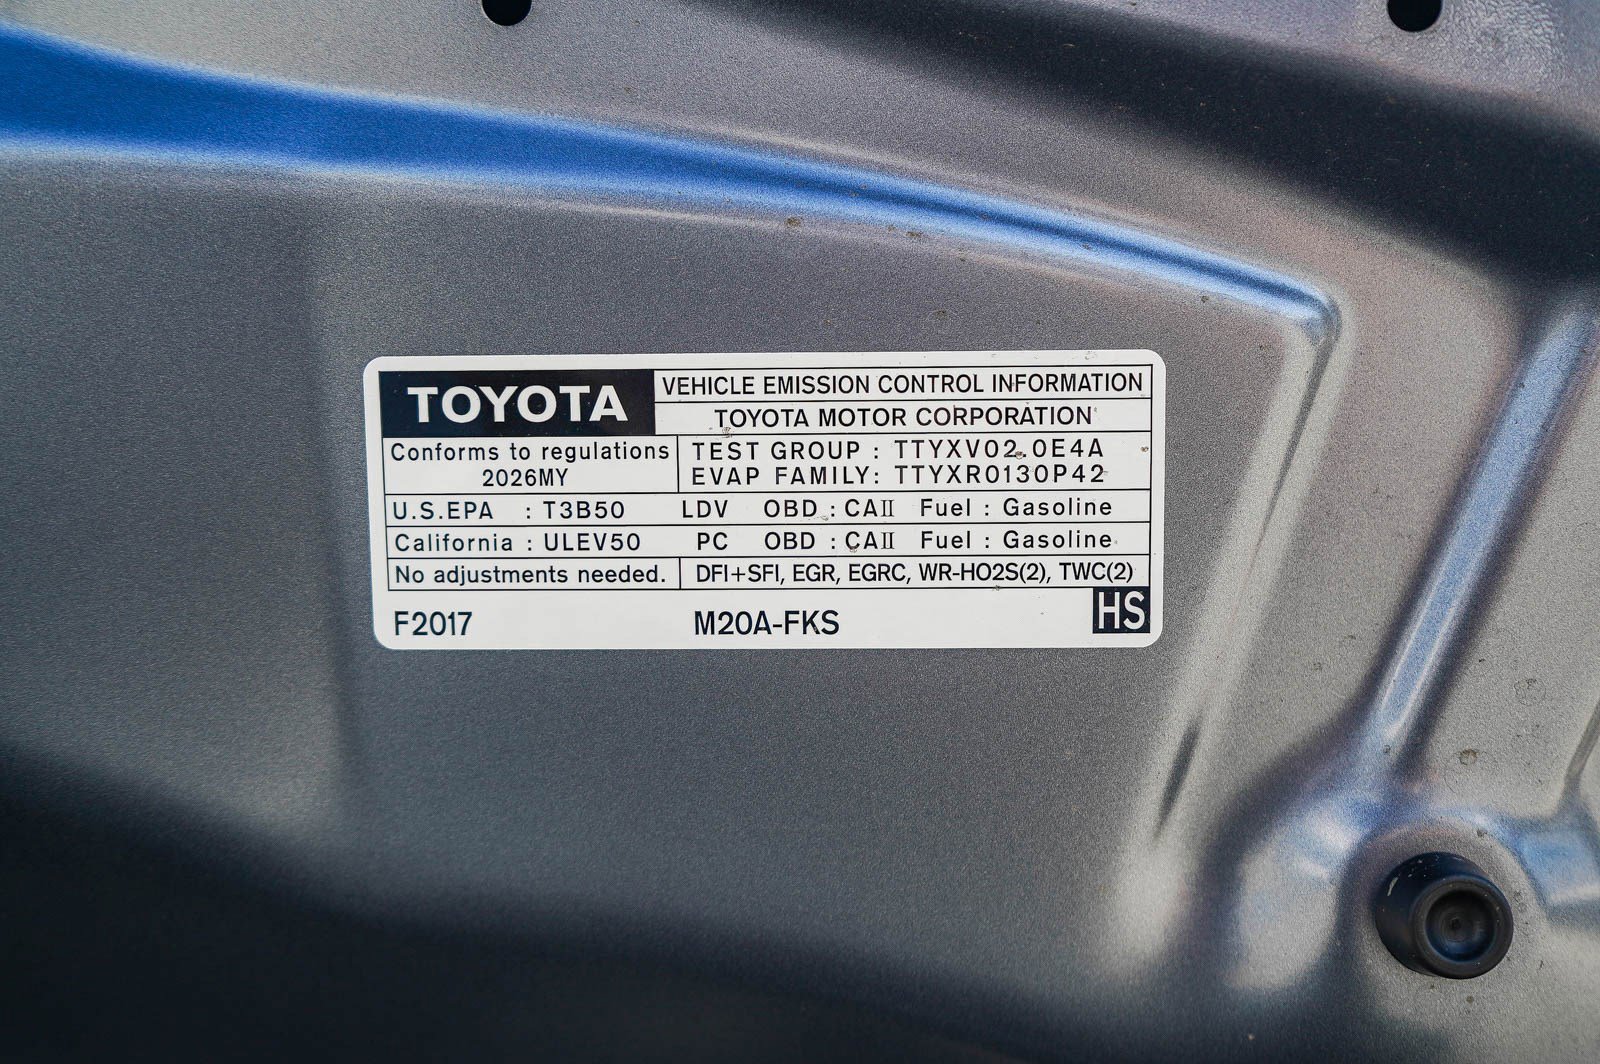 TOYOTA
VEHICLE EMISSION CONTROL INFORMATION
TOYOTA MOTOR CORPORATION
Conforms to regulations
2026MY
TEST GROUP : TTYXV02.0E4A
EVAP FAMILY: TTYXR0130P42
U.S.EPA : T3B50 LDV OBD : CAII Fuel : Gasoline
California : ULEV50 PC OBD : CAII Fuel : Gasoline
No adjustments needed. DFI+SFI, EGR, EGRC, WR-HO2S(2), TWC(2)
F2017 M20A-FKS HS